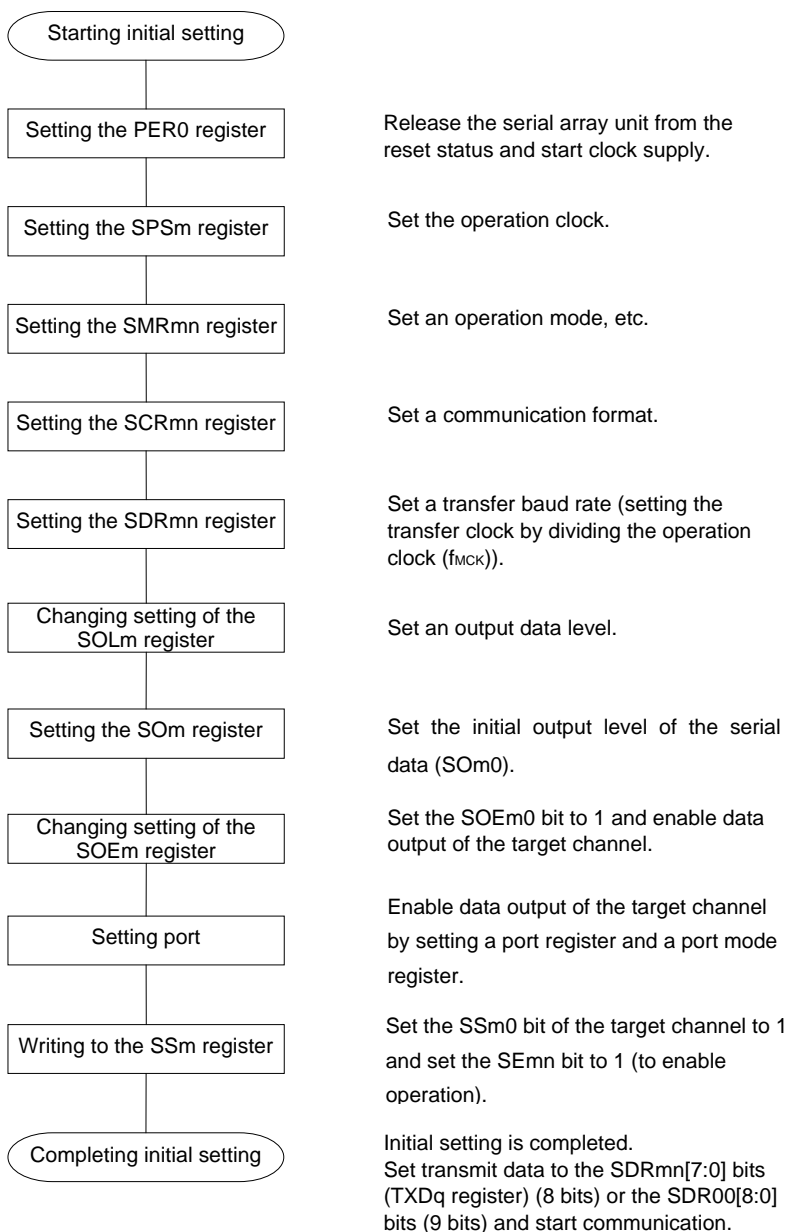 Starting initial setting
Setting the PER0 register
Release the serial array unit from the
reset status and start clock supply.
Setting the SPSm register
Set the operation clock.
Setting the SMRmn register
Set an operation mode, etc.
Setting the SCRmn register
Set a communication format.
Setting the SDRmn register
Set a transfer baud rate (setting the
transfer clock by dividing the operation
clock (fMCK)).
Changing setting of the
SOLm register
Set an output data level.
Setting the SOm register
Set the initial output level of the serial
data (SOm0).
Changing setting of the
SOEm register
Set the SOEm0 bit to 1 and enable data
output of the target channel.
Setting port
Enable data output of the target channel
by setting a port register and a port mode
register.
Writing to the SSm register
Set the SSm0 bit of the target channel to 1
and set the SEmn bit to 1 (to enable
operation).
Completing initial setting
Initial setting is completed.
Set transmit data to the SDRmn[7:0] bits
(TXDq register) (8 bits) or the SDR00[8:0]
bits (9 bits) and start communication.